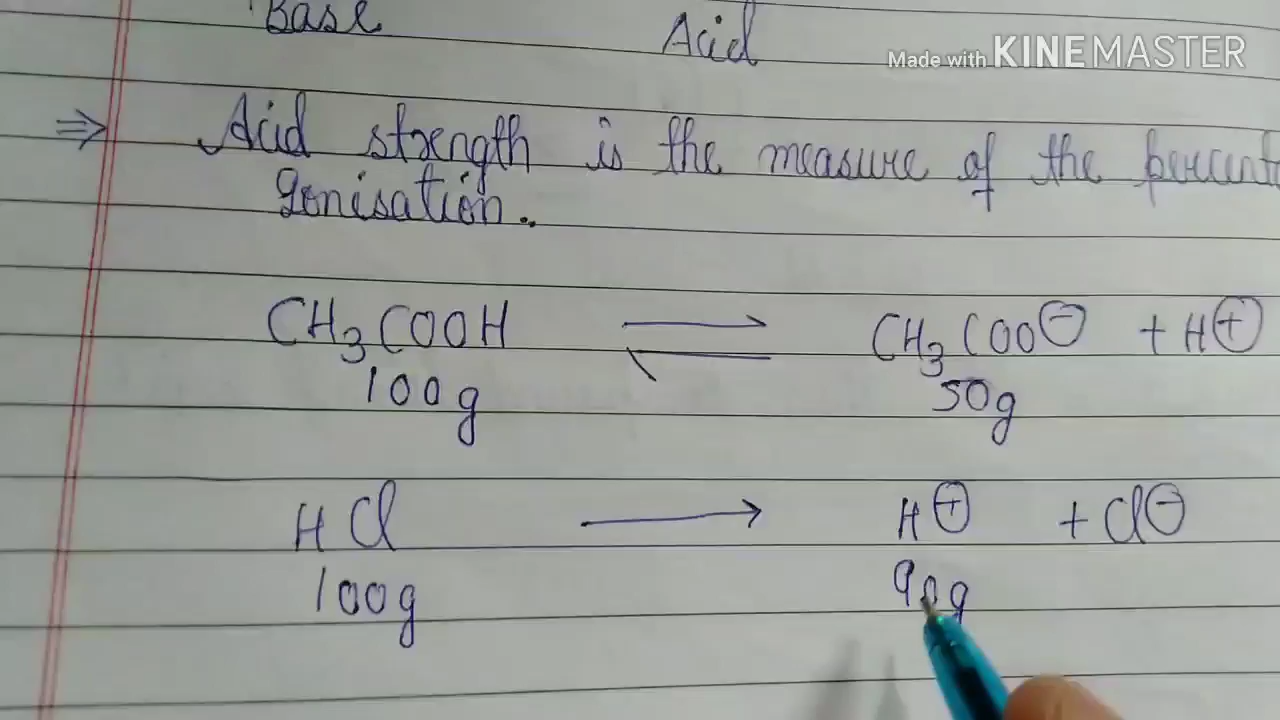 Base Acid
Made with KINEMASTER
⇒ Acid strength is the measure of the percent
Ionisation.
CH₃COOH ⇌ CH₃COO⊖ + H⊕
100g 50g
HCl → H⊕ + Cl⊖
100g 90g